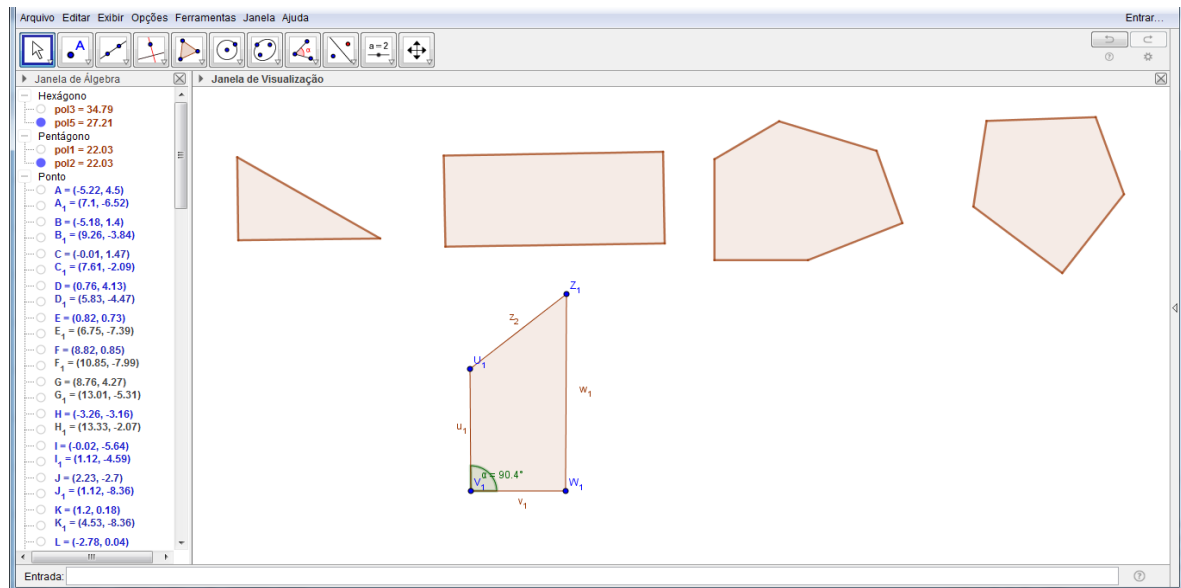 Arquivo Editar Exibir Opções Ferramentas Janela Ajuda
Entrar...
A
α
a=2
Janela de Álgebra
Janela de Visualização
Hexágono
pol3 = 34.79
pol5 = 27.21
Pentágono
pol1 = 22.03
pol2 = 22.03
Ponto
A = (-5.22, 4.5)
A₁ = (7.1, -6.52)
B = (-5.18, 1.4)
B₁ = (9.26, -3.84)
C = (-0.01, 1.47)
C₁ = (7.61, -2.09)
D = (0.76, 4.13)
D₁ = (5.83, -4.47)
E = (0.82, 0.73)
E₁ = (6.75, -7.39)
F = (8.82, 0.85)
F₁ = (10.85, -7.99)
G = (8.76, 4.27)
G₁ = (13.01, -5.31)
H = (-3.26, -3.16)
H₁ = (13.33, -2.07)
I = (-0.02, -5.64)
I₁ = (1.12, -4.59)
J = (2.23, -2.7)
J₁ = (1.12, -8.36)
K = (1.2, 0.18)
K₁ = (4.53, -8.36)
L = (-2.78, 0.04)
Z₁
z₂
U₁
w₁
u₁
α = 90.4°
V₁
W₁
v₁
Entrada: